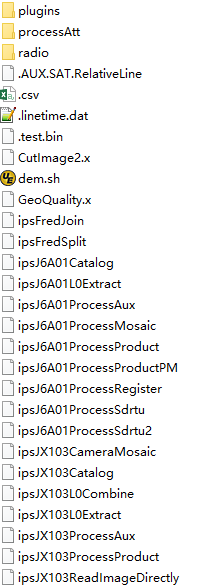 plugins
processAtt
radio
.AUX.SAT.RelativeLine
.csv
.linetime.dat
.test.bin
CutImage2.x
dem.sh
GeoQuality.x
ipsFredJoin
ipsFredSplit
ipsJ6A01Catalog
ipsJ6A01L0Extract
ipsJ6A01ProcessAux
ipsJ6A01ProcessMosaic
ipsJ6A01ProcessProduct
ipsJ6A01ProcessProductPM
ipsJ6A01ProcessRegister
ipsJ6A01ProcessSdrtu
ipsJ6A01ProcessSdrtu2
ipsJX103CameraMosaic
ipsJX103Catalog
ipsJX103L0Combine
ipsJX103L0Extract
ipsJX103ProcessAux
ipsJX103ProcessProduct
ipsJX103ReadImageDirectly